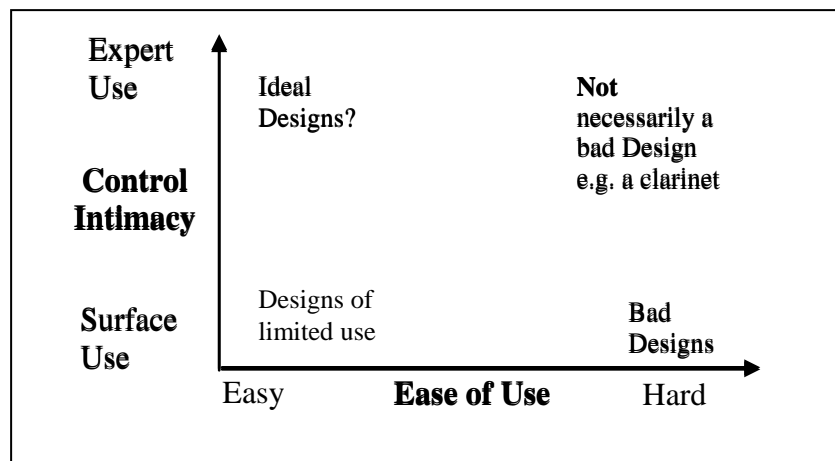 Expert
Use
Ideal
Designs?
Not
necessarily a
bad Design
e.g. a clarinet
Control
Intimacy
Surface
Use
Designs of
limited use
Bad
Designs
Easy
Ease of Use
Hard